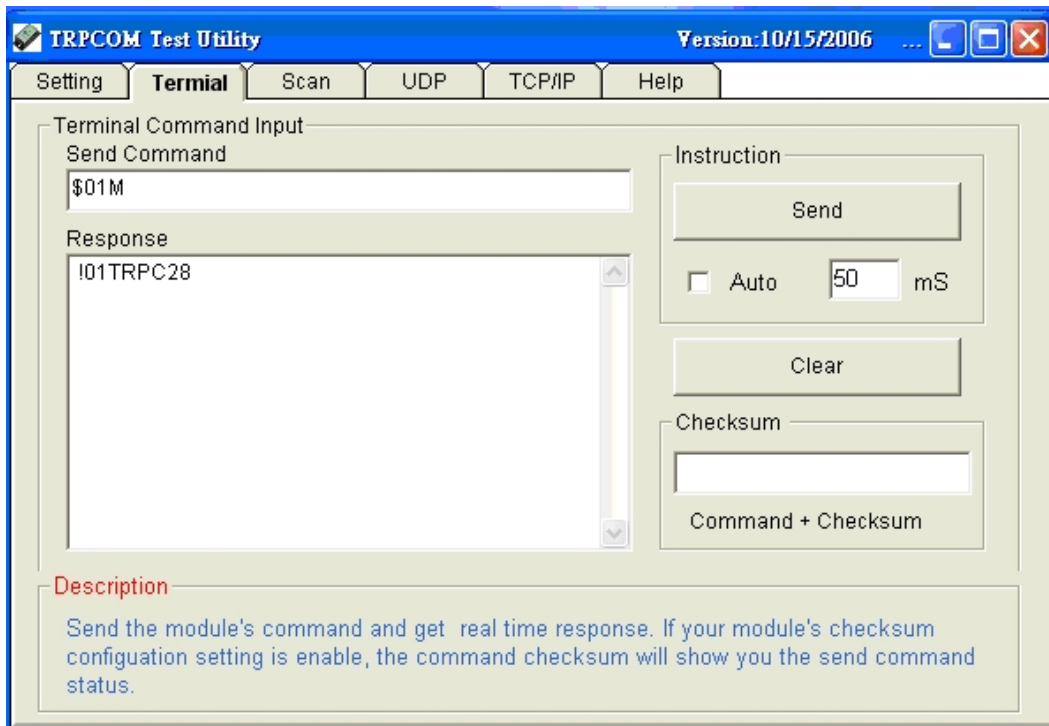 TRPCOM Test Utility Version:10/15/2006 ...
Setting Termial Scan UDP TCP/IP Help
Terminal Command Input
Send Command
$01M
Response
!01TRPC28
Instruction
Send
Auto 50 mS
Clear
Checksum
Command + Checksum
Description
Send the module's command and get real time response. If your module's checksum
configuation setting is enable, the command checksum will show you the send command
status.